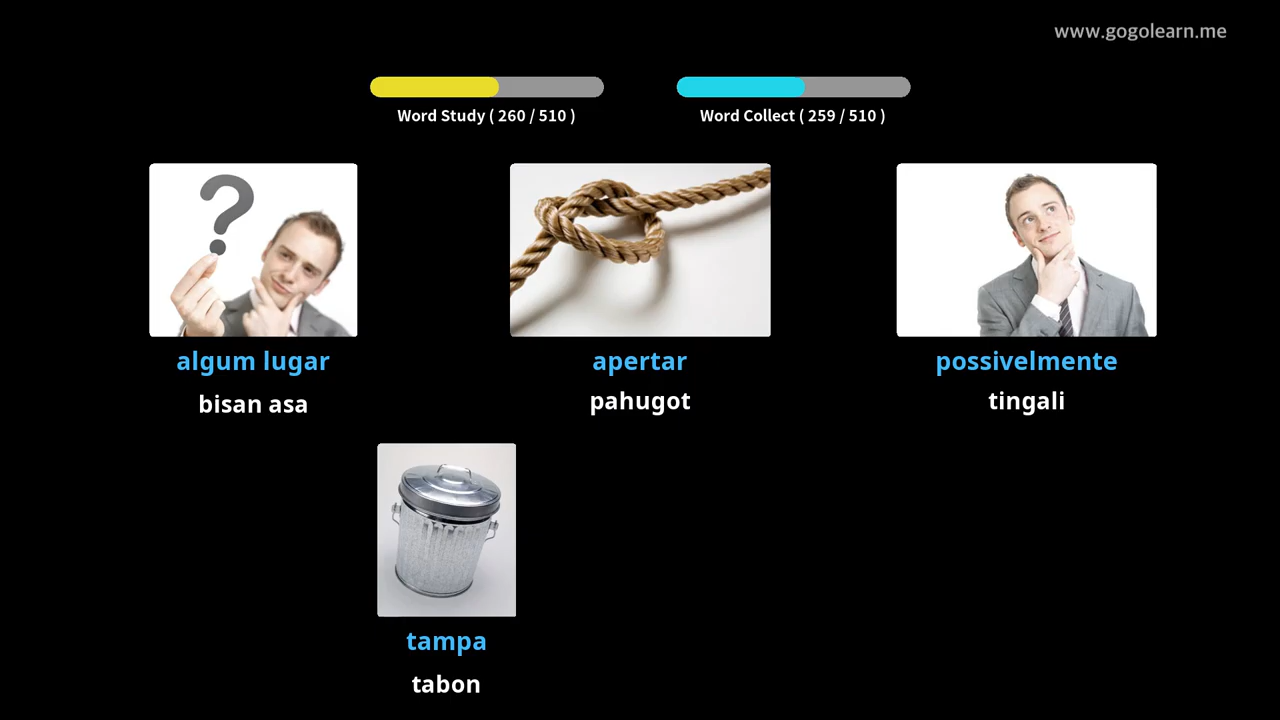 www.gogolearn.me
Word Study ( 260 / 510 )
Word Collect ( 259 / 510 )
algum lugar
bisan asa
apertar
pahugot
possivelmente
tingali
tampa
tabon